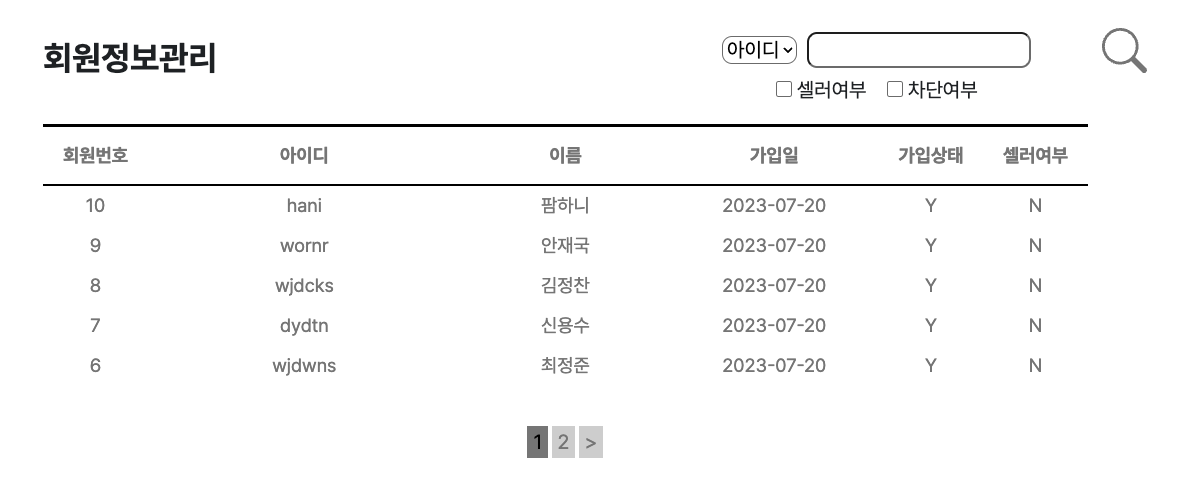 회원정보관리
아이디
셀러여부 차단여부
회원번호 아이디 이름 가입일 가입상태 셀러여부
10 hani 팜하니 2023-07-20 Y N
9 wornr 안재국 2023-07-20 Y N
8 wjdcks 김정찬 2023-07-20 Y N
7 dydtn 신용수 2023-07-20 Y N
6 wjdwns 최정준 2023-07-20 Y N
1 2 >